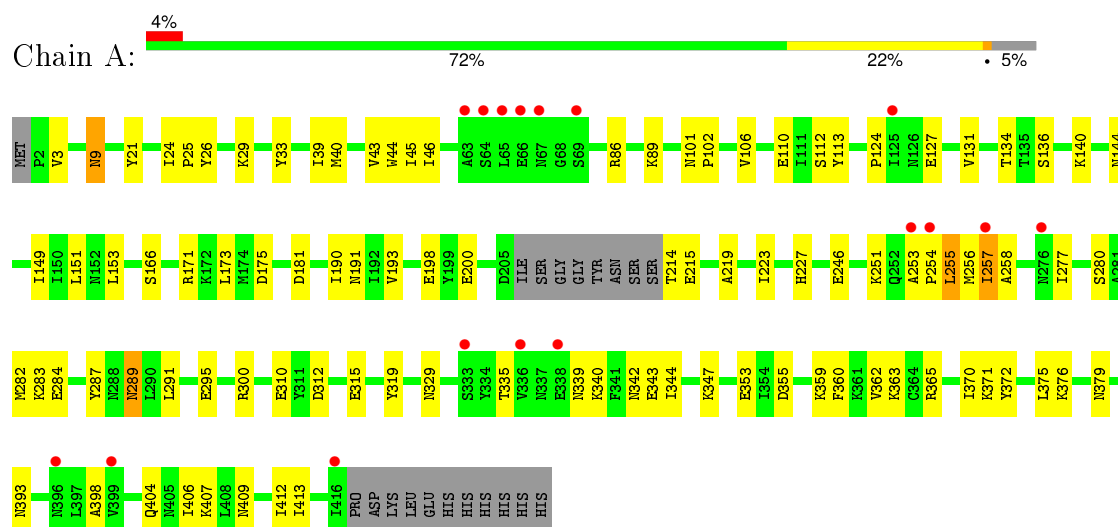 4%
Chain A:
72% 22% • 5%
MET P2 V3 N9 Y21 I24 P25 Y26 K29 Y33 I39 M40 V43 W44 I45 I46 A63 S64 L65 E66 N67 G68 S69 R86 K89 N101 P102 V106 E110 I111 S112 Y113 P124 I125 N126 E127 V131 T134 T135 S136 K140 N144
I149 I150 L151 N152 L153 S166 R171 K172 L173 M174 D175 D181 I190 N191 I192 V193 E198 Y199 E200 D205 ILE SER GLY GLY TYR ASN SER SER T214 E215 A219 I223 H227 E246 K251 Q252 A253 P254 L255 M256 I257 A258 N276 I277 S280 A281
M282 K283 E284 Y287 N288 N289 L290 L291 E295 R300 E310 Y311 D312 E315 Y319 N329 S333 Y334 T335 V336 N337 E338 N339 K340 F341 N342 E343 I344 K347 E353 I354 D355 K359 F360 K361 V362 K363 C364 R365 I370 K371 Y372 L375 K376 N379
N393 N396 L397 A398 V399 Q404 N405 I406 K407 L408 N409 I412 I413 I416 PRO ASP LYS LEU GLU HIS HIS HIS HIS HIS HIS